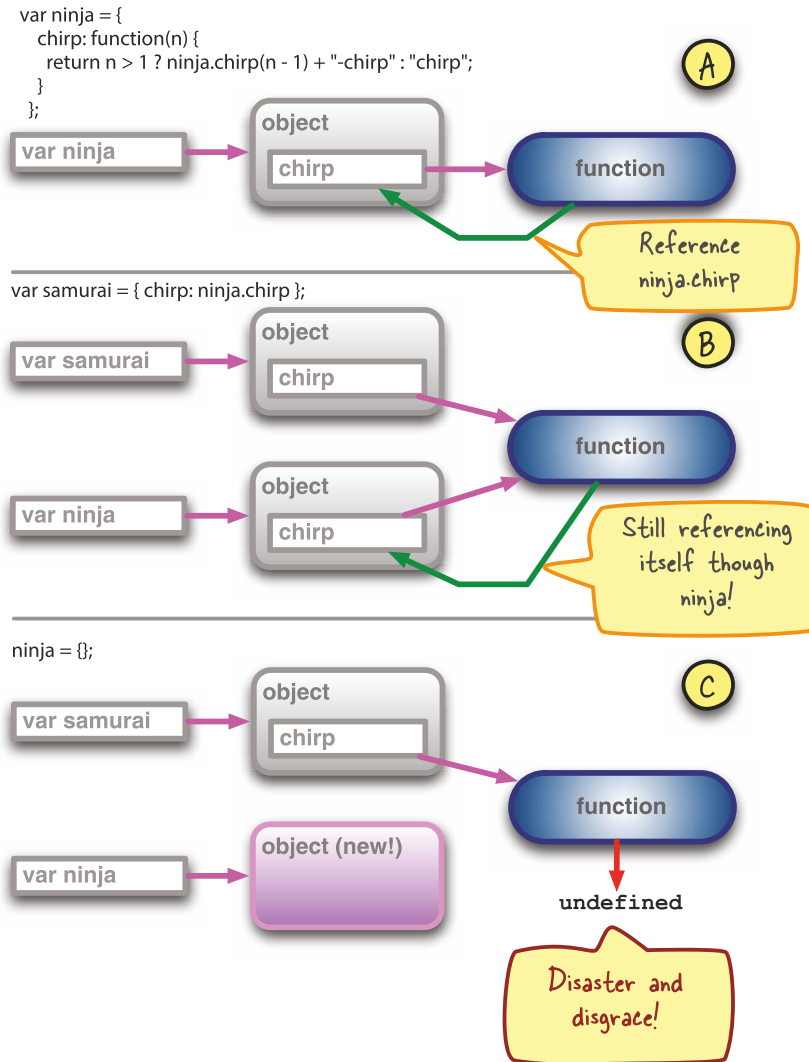 var ninja = {
chirp: function(n) {
return n > 1 ? ninja.chirp(n - 1) + "-chirp" : "chirp";
}
};
A
var ninja
object
chirp
function
Reference
ninja.chirp
var samurai = { chirp: ninja.chirp };
B
var samurai
object
chirp
function
var ninja
object
chirp
Still referencing
itself though
ninja!
ninja = {};
C
var samurai
object
chirp
function
var ninja
object (new!)
undefined
Disaster and
disgrace!